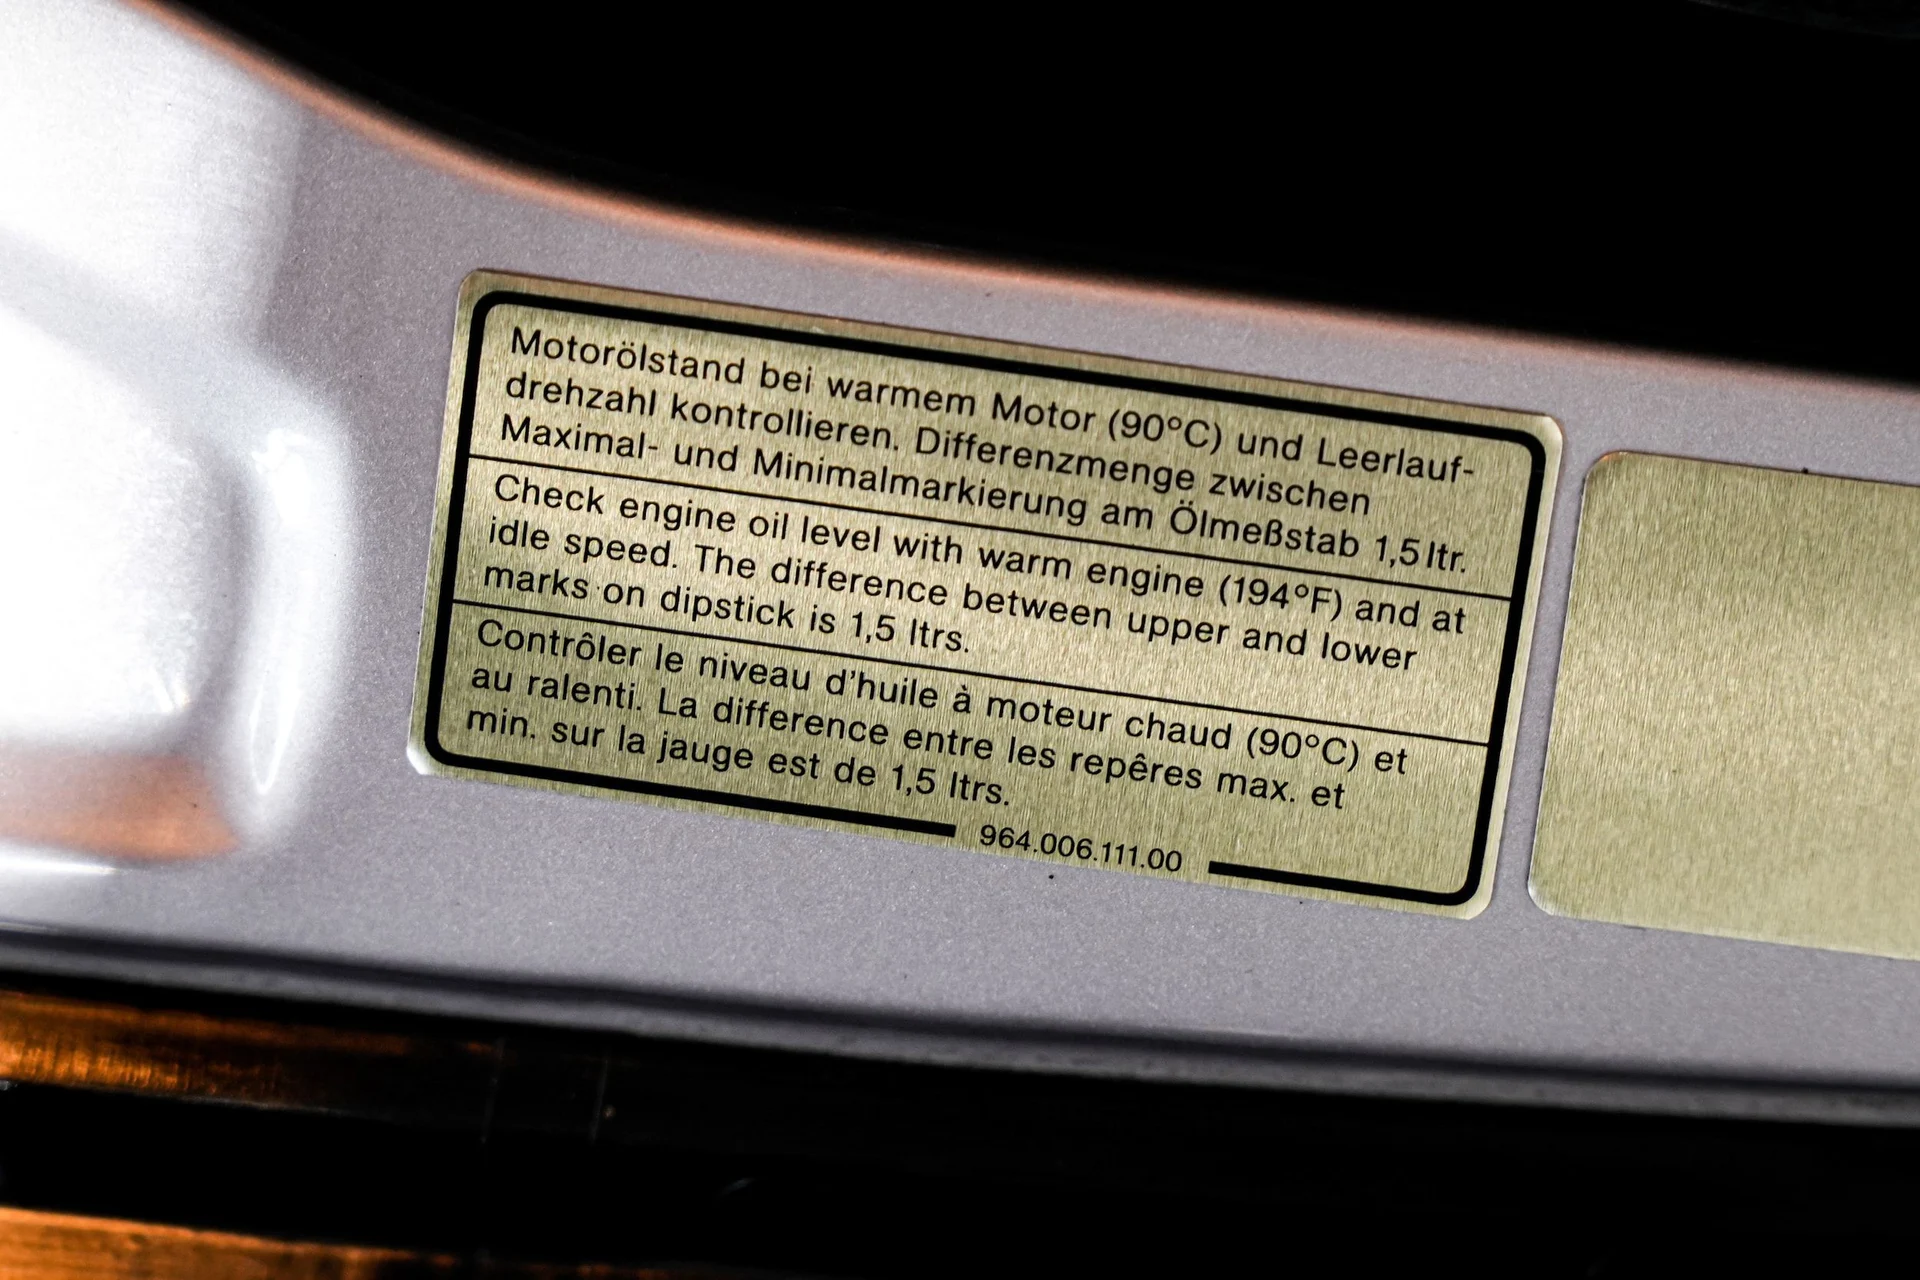 Motorölstand bei warmem Motor (90°C) und Leerlauf-
drehzahl kontrollieren. Differenzmenge zwischen
Maximal- und Minimalmarkierung am Ölmeßstab 1,5 ltr.
Check engine oil level with warm engine (194°F) and at
idle speed. The difference between upper and lower
marks on dipstick is 1,5 ltrs.
Contrôler le niveau d'huile à moteur chaud (90°C) et
au ralenti. La difference entre les repêres max. et
min. sur la jauge est de 1,5 ltrs.
964.006.111.00